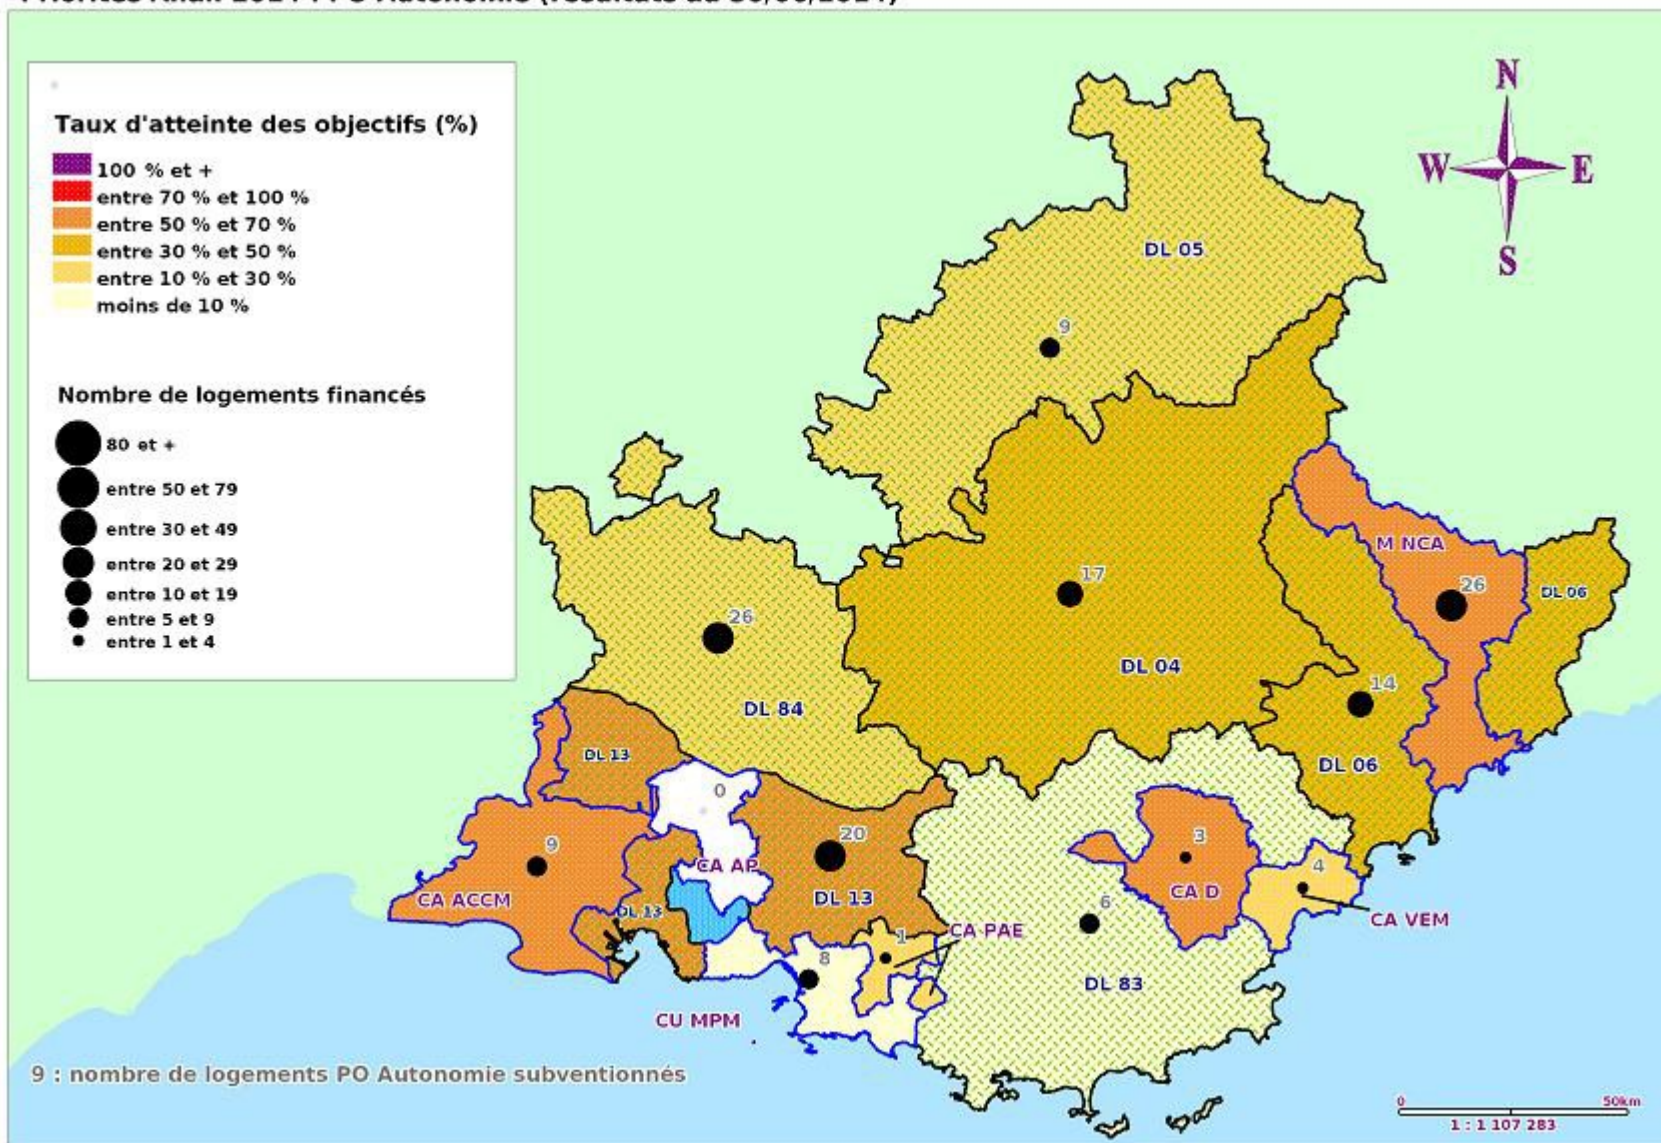 Taux d'atteinte des objectifs (%)
100 % et +
entre 70 % et 100 %
entre 50 % et 70 %
entre 30 % et 50 %
entre 10 % et 30 %
moins de 10 %
Nombre de logements financés
80 et +
entre 50 et 79
entre 30 et 49
entre 20 et 29
entre 10 et 19
entre 5 et 9
entre 1 et 4
N
W
E
S
DL 05
9
M NCA
17
26
DL 06
26
DL 04
14
DL 84
DL 13
DL 06
0
20
3
9
CA AP
4
CA ACCM
DL 13
CA D
DL 13
6
CA VEM
CA PAE
1
8
DL 83
CU MPM
9 : nombre de logements PO Autonomie subventionnés
0
50km
1 : 1 107 283